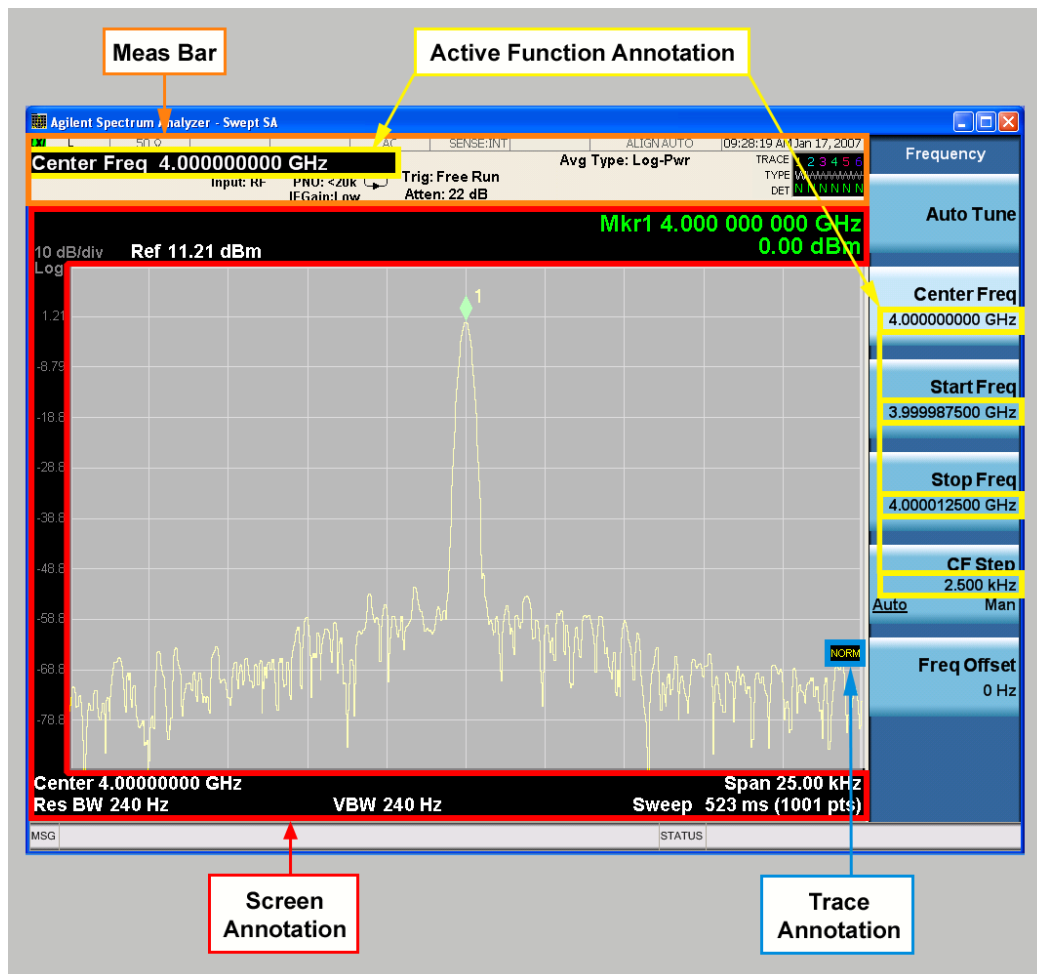 Meas Bar
Active Function Annotation
Agilent Spectrum Analyzer - Swept SA
L 50 Ω AC SENSE:INT ALIGN AUTO 09:28:19 AM Jan 17, 2007
Center Freq 4.000000000 GHz
Input: RF PNO: <20k
IFGain:Low
Trig: Free Run
Atten: 22 dB
Avg Type: Log-Pwr
TRACE 1 2 3 4 5 6
TYPE
DET N N N N N N
Frequency
Auto Tune
Center Freq
4.000000000 GHz
Start Freq
3.999987500 GHz
Stop Freq
4.000012500 GHz
CF Step
2.500 kHz
Auto Man
Freq Offset
0 Hz
Mkr1 4.000 000 000 GHz
0.00 dBm
10 dB/div Ref 11.21 dBm
Log
1
1.21
-8.79
-18.8
-28.8
-38.8
-48.8
-58.8
-68.8
-78.8
NORM
Center 4.00000000 GHz Span 25.00 kHz
Res BW 240 Hz VBW 240 Hz Sweep 523 ms (1001 pts)
MSG STATUS
Screen
Annotation
Trace
Annotation